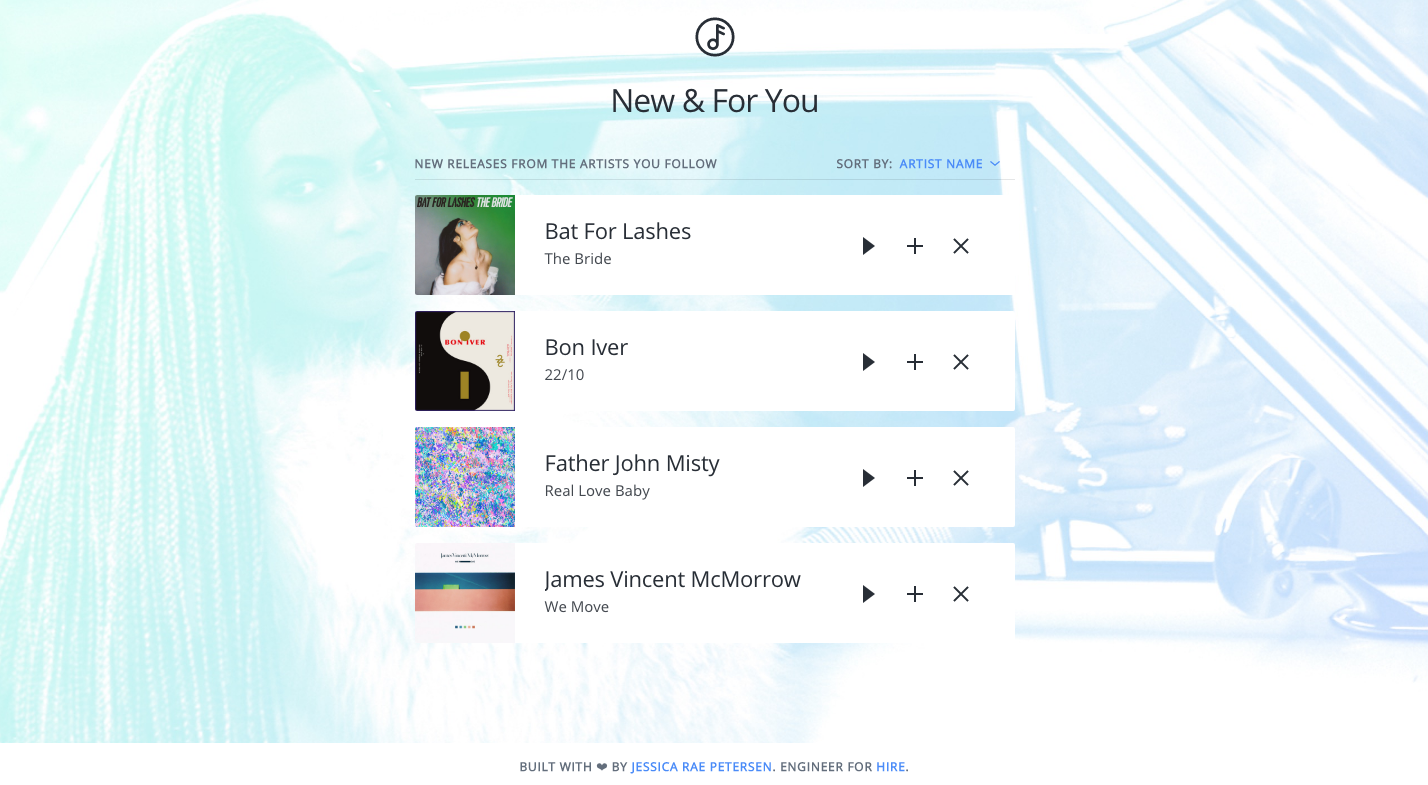 New & For You
NEW RELEASES FROM THE ARTISTS YOU FOLLOW
SORT BY: ARTIST NAME
BAT FOR LASHES THE BRIDE
Bat For Lashes
The Bride
BON IVER
Bon Iver
22/10
Father John Misty
Real Love Baby
James Vincent McMorrow
James Vincent McMorrow
We Move
BUILT WITH ❤ BY JESSICA RAE PETERSEN. ENGINEER FOR HIRE.